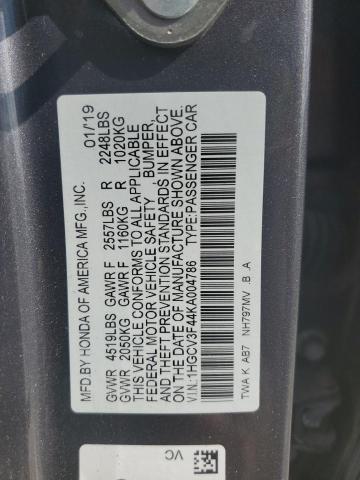 MFD. BY HONDA OF AMERICA MFG.,INC. 01/19
GVWR 4519LBS GAWR F 2557LBS R 2248LBS
GVWR 2050KG GAWR F 1160KG R 1020KG
THIS VEHICLE CONFORMS TO ALL APPLICABLE
FEDERAL MOTOR VEHICLE SAFETY , BUMPER,
AND THEFT PREVENTION STANDARDS IN EFFECT
ON THE DATE OF MANUFACTURE SHOWN ABOVE.
V.I.N.:1HGCV3F44KA004786 TYPE:PASSENGER CAR
TWA K AB7 NH797MV B .A
VC